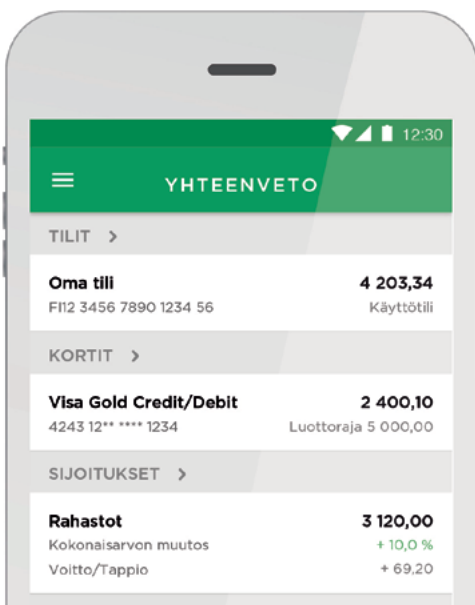 12:30
YHTEENVETO
TILIT >
Oma tili 4 203,34
FI12 3456 7890 1234 56 Käyttötili
KORTIT >
Visa Gold Credit/Debit 2 400,10
4243 12** **** 1234 Luottoraja 5 000,00
SIJOITUKSET >
Rahastot 3 120,00
Kokonaisarvon muutos + 10,0 %
Voitto/Tappio + 69,20